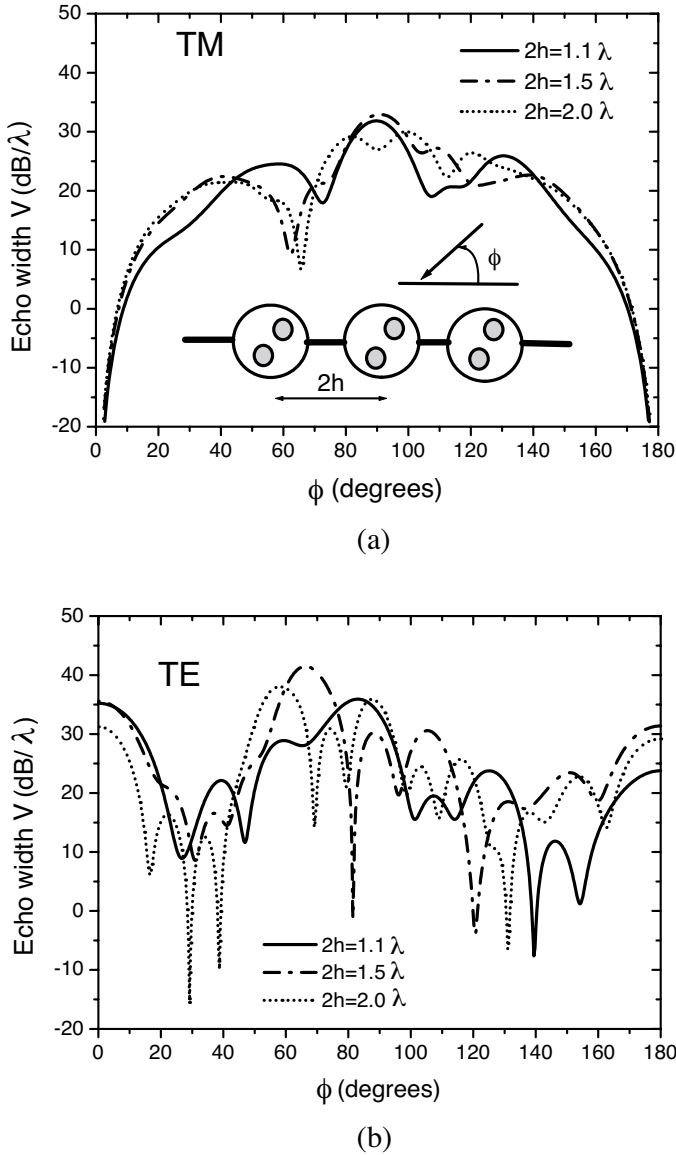 TM
2h=1.1 λ
2h=1.5 λ
2h=2.0 λ
50
40
30
20
10
0
-10
-20
Echo width V (dB/λ)
ϕ
2h
0 20 40 60 80 100 120 140 160 180
ϕ (degrees)
(a)
TE
50
40
30
20
10
0
-10
-20
Echo width V (dB/λ)
2h=1.1 λ
2h=1.5 λ
2h=2.0 λ
0 20 40 60 80 100 120 140 160 180
ϕ (degrees)
(b)